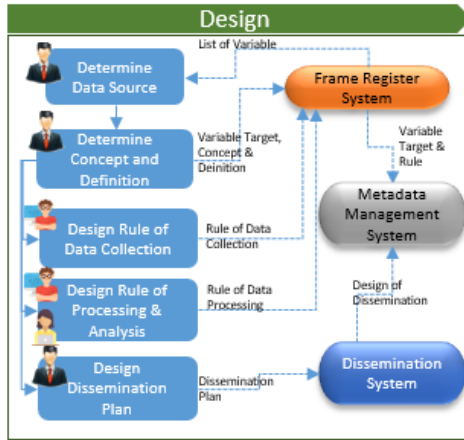 Design
List of Variable
Determine
Data Source
Frame Register
System
Determine
Concept and
Definition
Variable Target,
Concept &
Deinition
Variable
Target &
Rule
Metadata
Management
System
Design Rule of
Data Collection
Rule of Data
Collection
Design Rule of
Processing &
Analysis
Rule of Data
Processing
Design of
Dissemination
Design
Dissemination
Plan
Dissemination
Plan
Dissemination
System